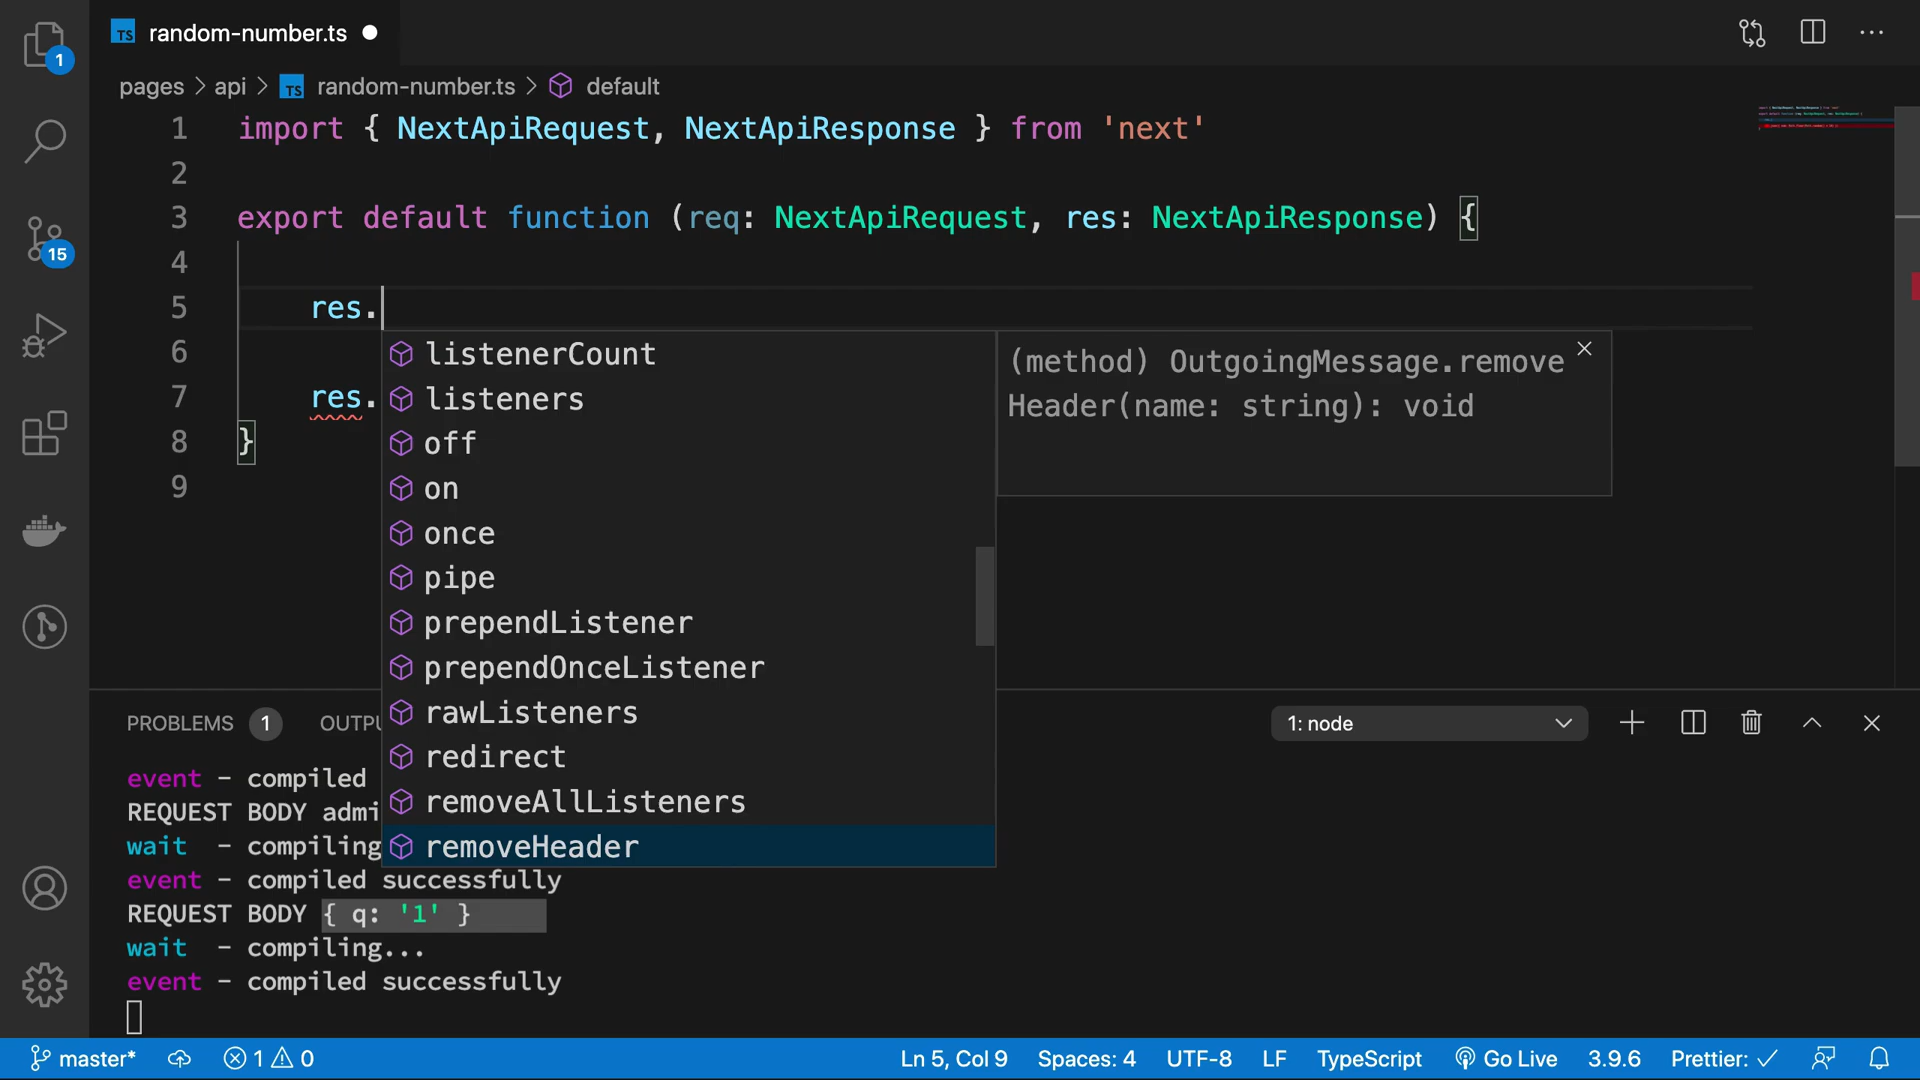 TS random-number.ts
1
pages > api > TS random-number.ts > default
1 import { NextApiRequest, NextApiResponse } from 'next'
2
3 export default function (req: NextApiRequest, res: NextApiResponse) {
4
5 res.
6
7 res.
8 }
9
15
listenerCount
listeners
off
on
once
pipe
prependListener
prependOnceListener
rawListeners
redirect
removeAllListeners
removeHeader
(method) OutgoingMessage.remove
Header(name: string): void
PROBLEMS 1 OUTPU
1: node
event - compiled
REQUEST BODY admi
wait - compiling
event - compiled successfully
REQUEST BODY { q: '1' }
wait - compiling...
event - compiled successfully
master* 1 0 Ln 5, Col 9 Spaces: 4 UTF-8 LF TypeScript Go Live 3.9.6 Prettier: ✓